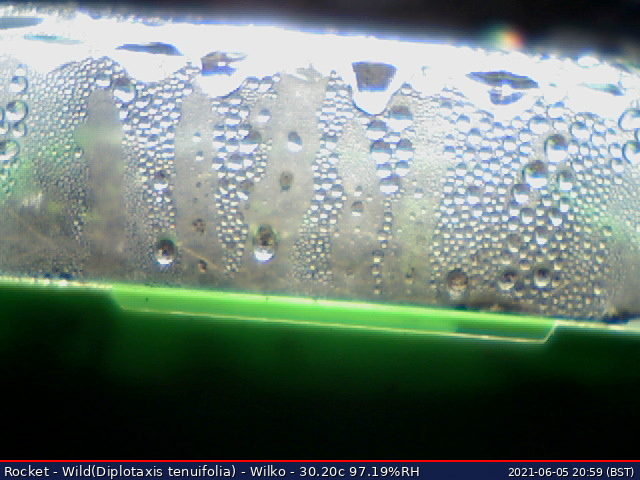 Rocket - Wild(Diplotaxis tenuifolia) - Wilko - 30.20c 97.19%RH
2021-06-05 20:59 (BST)